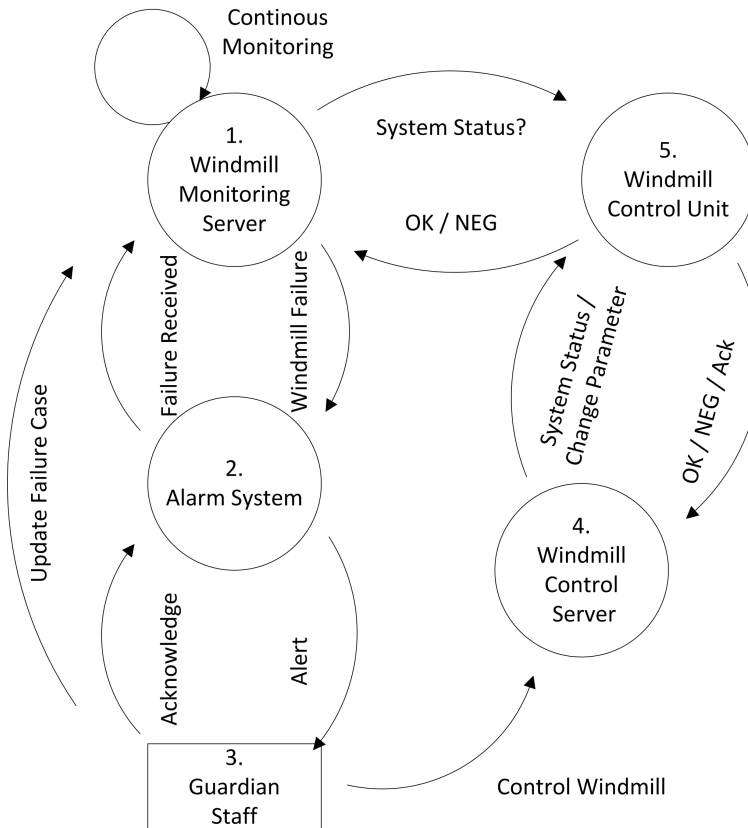 Continous
Monitoring
1.
Windmill
Monitoring
Server
System Status?
5.
Windmill
Control Unit
OK / NEG
Failure Received
Windmill Failure
System Status /
Change Parameter
OK / NEG / Ack
Update Failure Case
2.
Alarm System
4.
Windmill
Control
Server
Acknowledge
Alert
3.
Guardian
Staff
Control Windmill